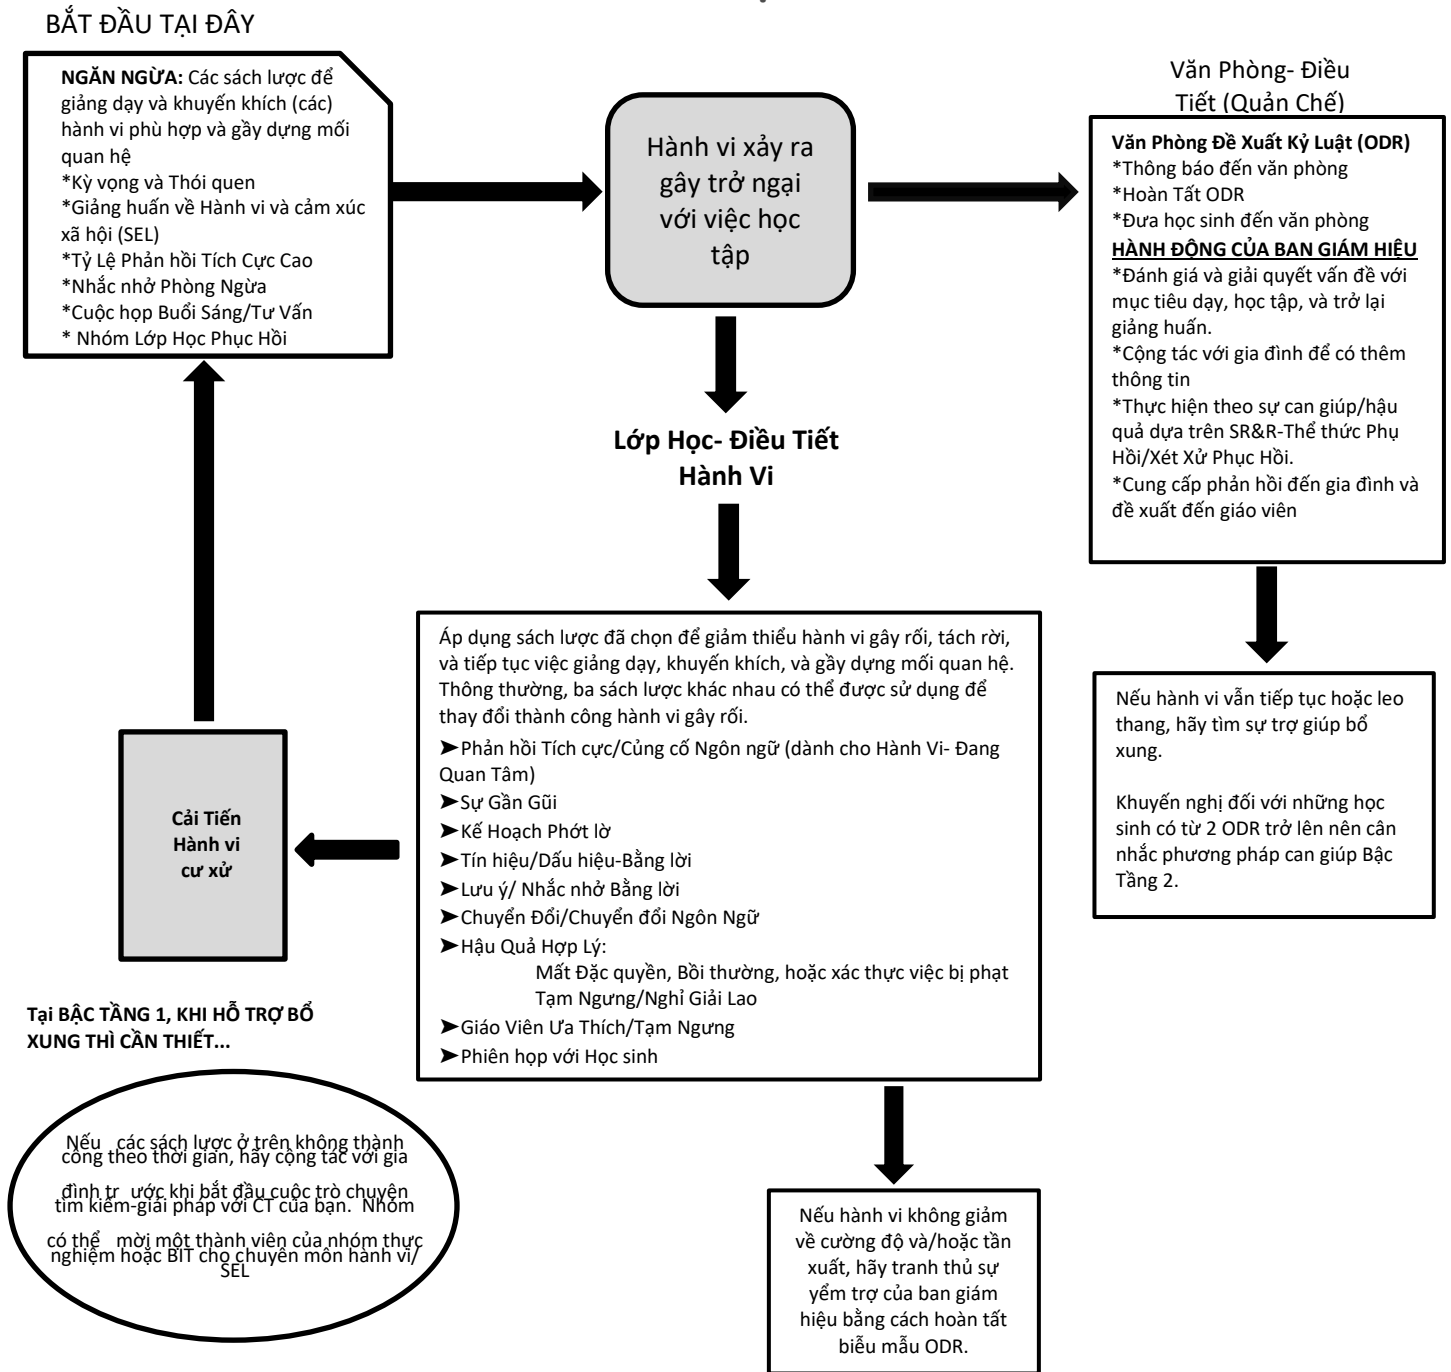 BẮT ĐẦU TẠI ĐÂY
NGĂN NGỪA: Các sách lược để
giảng dạy và khuyến khích (các)
hành vi phù hợp và gầy dựng mối
quan hệ
*Kỳ vọng và Thói quen
*Giảng huấn về Hành vi và cảm xúc
xã hội (SEL)
*Tỷ Lệ Phản hồi Tích Cực Cao
*Nhắc nhở Phòng Ngừa
*Cuộc họp Buổi Sáng/Tư Vấn
* Nhóm Lớp Học Phục Hồi
Hành vi xảy ra
gây trở ngại
với việc học
tập
Văn Phòng- Điều
Tiết (Quản Chế)
Văn Phòng Đề Xuất Kỷ Luật (ODR)
*Thông báo đến văn phòng
*Hoàn Tất ODR
*Đưa học sinh đến văn phòng
HÀNH ĐỘNG CỦA BAN GIÁM HIỆU
*Đánh giá và giải quyết vấn đề với
mục tiêu dạy, học tập, và trở lại
giảng huấn.
*Cộng tác với gia đình để có thêm
thông tin
*Thực hiện theo sự can giúp/hậu
quả dựa trên SR&R-Thể thức Phụ
Hồi/Xét Xử Phục Hồi.
*Cung cấp phản hồi đến gia đình và
đề xuất đến giáo viên
Lớp Học- Điều Tiết
Hành Vi
Áp dụng sách lược đã chọn để giảm thiểu hành vi gây rối, tách rời,
và tiếp tục việc giảng dạy, khuyến khích, và gầy dựng mối quan hệ.
Thông thường, ba sách lược khác nhau có thể được sử dụng để
thay đổi thành công hành vi gây rối.
➤Phản hồi Tích cực/Củng cố Ngôn ngữ (dành cho Hành Vi- Đang
Quan Tâm)
➤Sự Gần Gũi
➤Kế Hoạch Phớt lờ
➤Tín hiệu/Dấu hiệu-Bằng lời
➤Lưu ý/ Nhắc nhở Bằng lời
➤Chuyển Đổi/Chuyển đổi Ngôn Ngữ
➤Hậu Quả Hợp Lý:
Mất Đặc quyền, Bồi thường, hoặc xác thực việc bị phạt
Tạm Ngưng/Nghỉ Giải Lao
➤Giáo Viên Ưa Thích/Tạm Ngưng
➤Phiên họp với Học sinh
Nếu hành vi vẫn tiếp tục hoặc leo
thang, hãy tìm sự trợ giúp bổ
xung.
Khuyến nghị đối với những học
sinh có từ 2 ODR trở lên nên cân
nhắc phương pháp can giúp Bậc
Tầng 2.
Cải Tiến
Hành vi
cư xử
Tại BẬC TẦNG 1, KHI HỖ TRỢ BỔ
XUNG THÌ CẦN THIẾT...
Nếu các sách lược ở trên không thành
công theo thời gian, hãy cộng tác với gia
đình trước khi bắt đầu cuộc trò chuyện
tìm kiếm-giải pháp với CT của bạn. Nhóm
có thể mời một thành viên của nhóm thực
nghiệm hoặc BIT cho chuyên môn hành vi/
SEL
Nếu hành vi không giảm
về cường độ và/hoặc tần
xuất, hãy tranh thủ sự
yểm trợ của ban giám
hiệu bằng cách hoàn tất
biễu mẫu ODR.